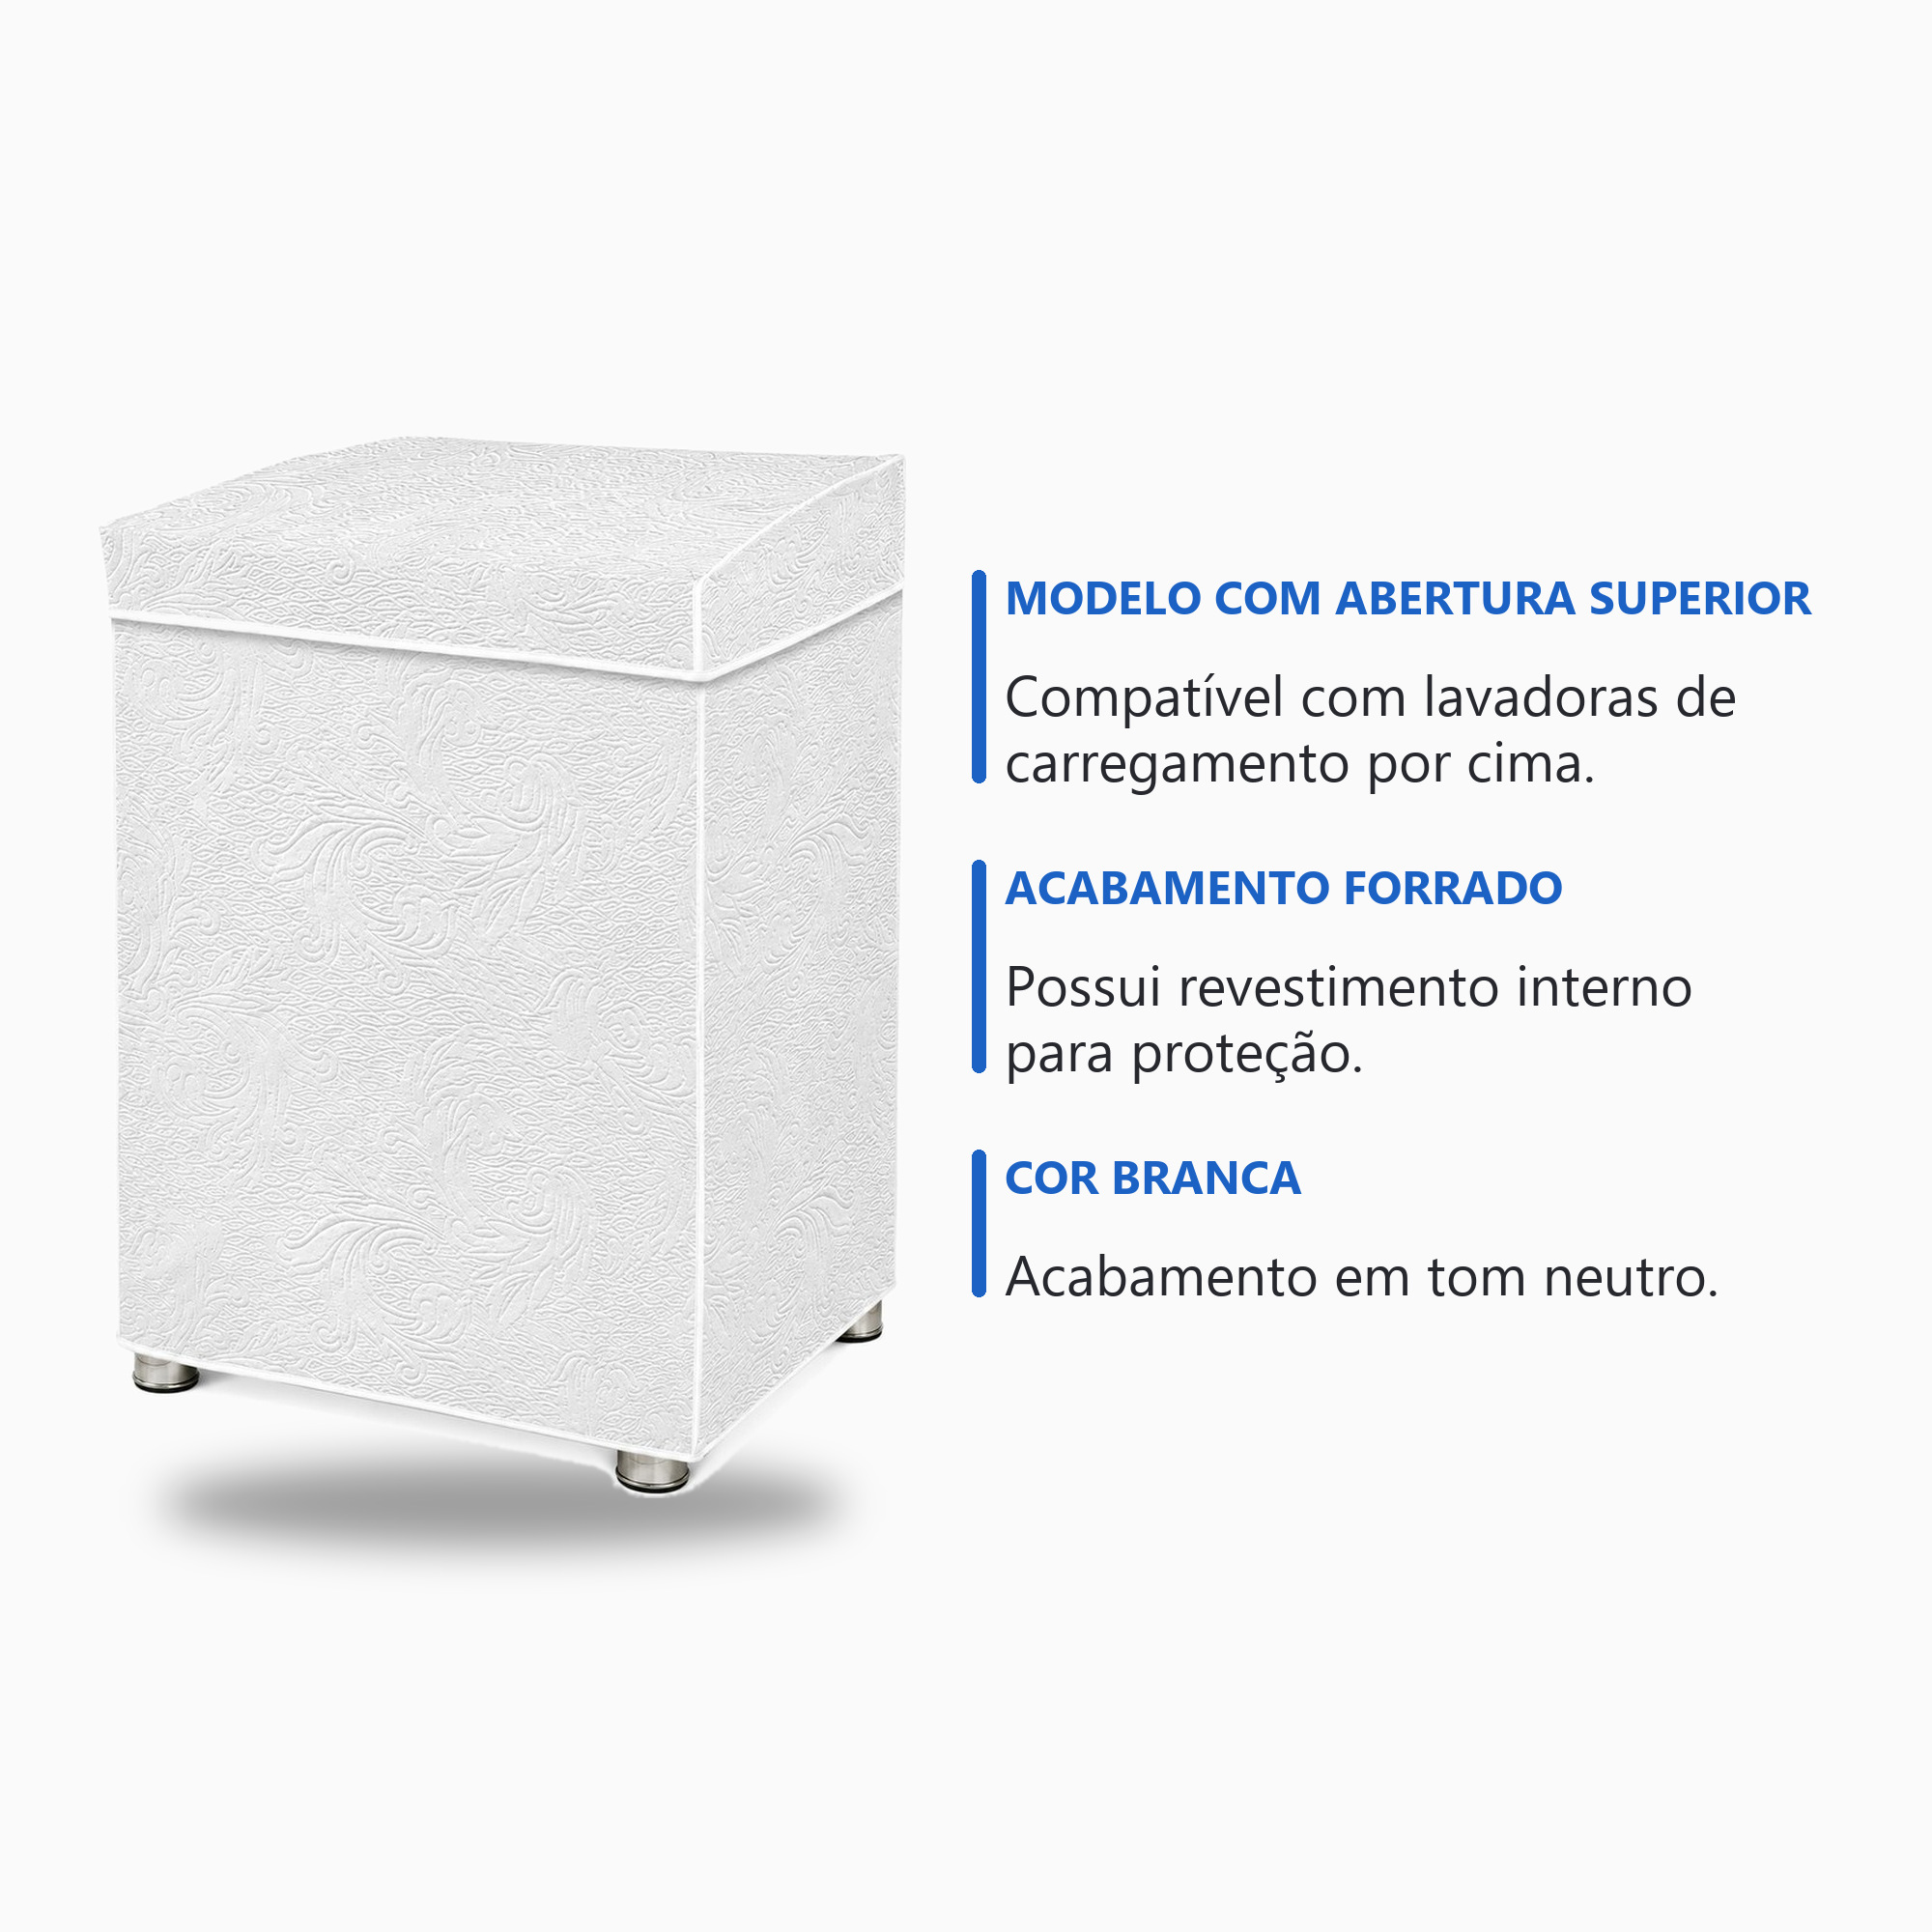 MODELO COM ABERTURA SUPERIOR
Compatível com lavadoras de
carregamento por cima.
ACABAMENTO FORRADO
Possui revestimento interno
para proteção.
COR BRANCA
Acabamento em tom neutro.